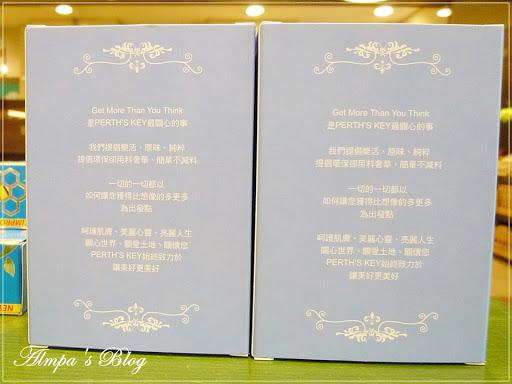 Get More Than You Think
是PERTH'S KEY最關心的事
我們提倡樂活、原味、純粹
提倡環保卻用料奢華、簡單不減料
一切的一切都以
如何讓您獲得比想像的多更多
為出發點
呵護肌膚、美麗心靈、亮麗人生
關心世界、關愛土地、關懷您
PERTH'S KEY始終致力於
讓美好更美好
Get More Than You Think
是PERTH'S KEY最關心的事
我們提倡樂活、原味、純粹
提倡環保卻用料奢華、簡單不減料
一切的一切都以
如何讓您獲得比想像的多更多
為出發點
呵護肌膚、美麗心靈、亮麗人生
關心世界、關愛土地、關懷您
PERTH'S KEY始終致力於
讓美好更美好
NEW
Almpa's Blog